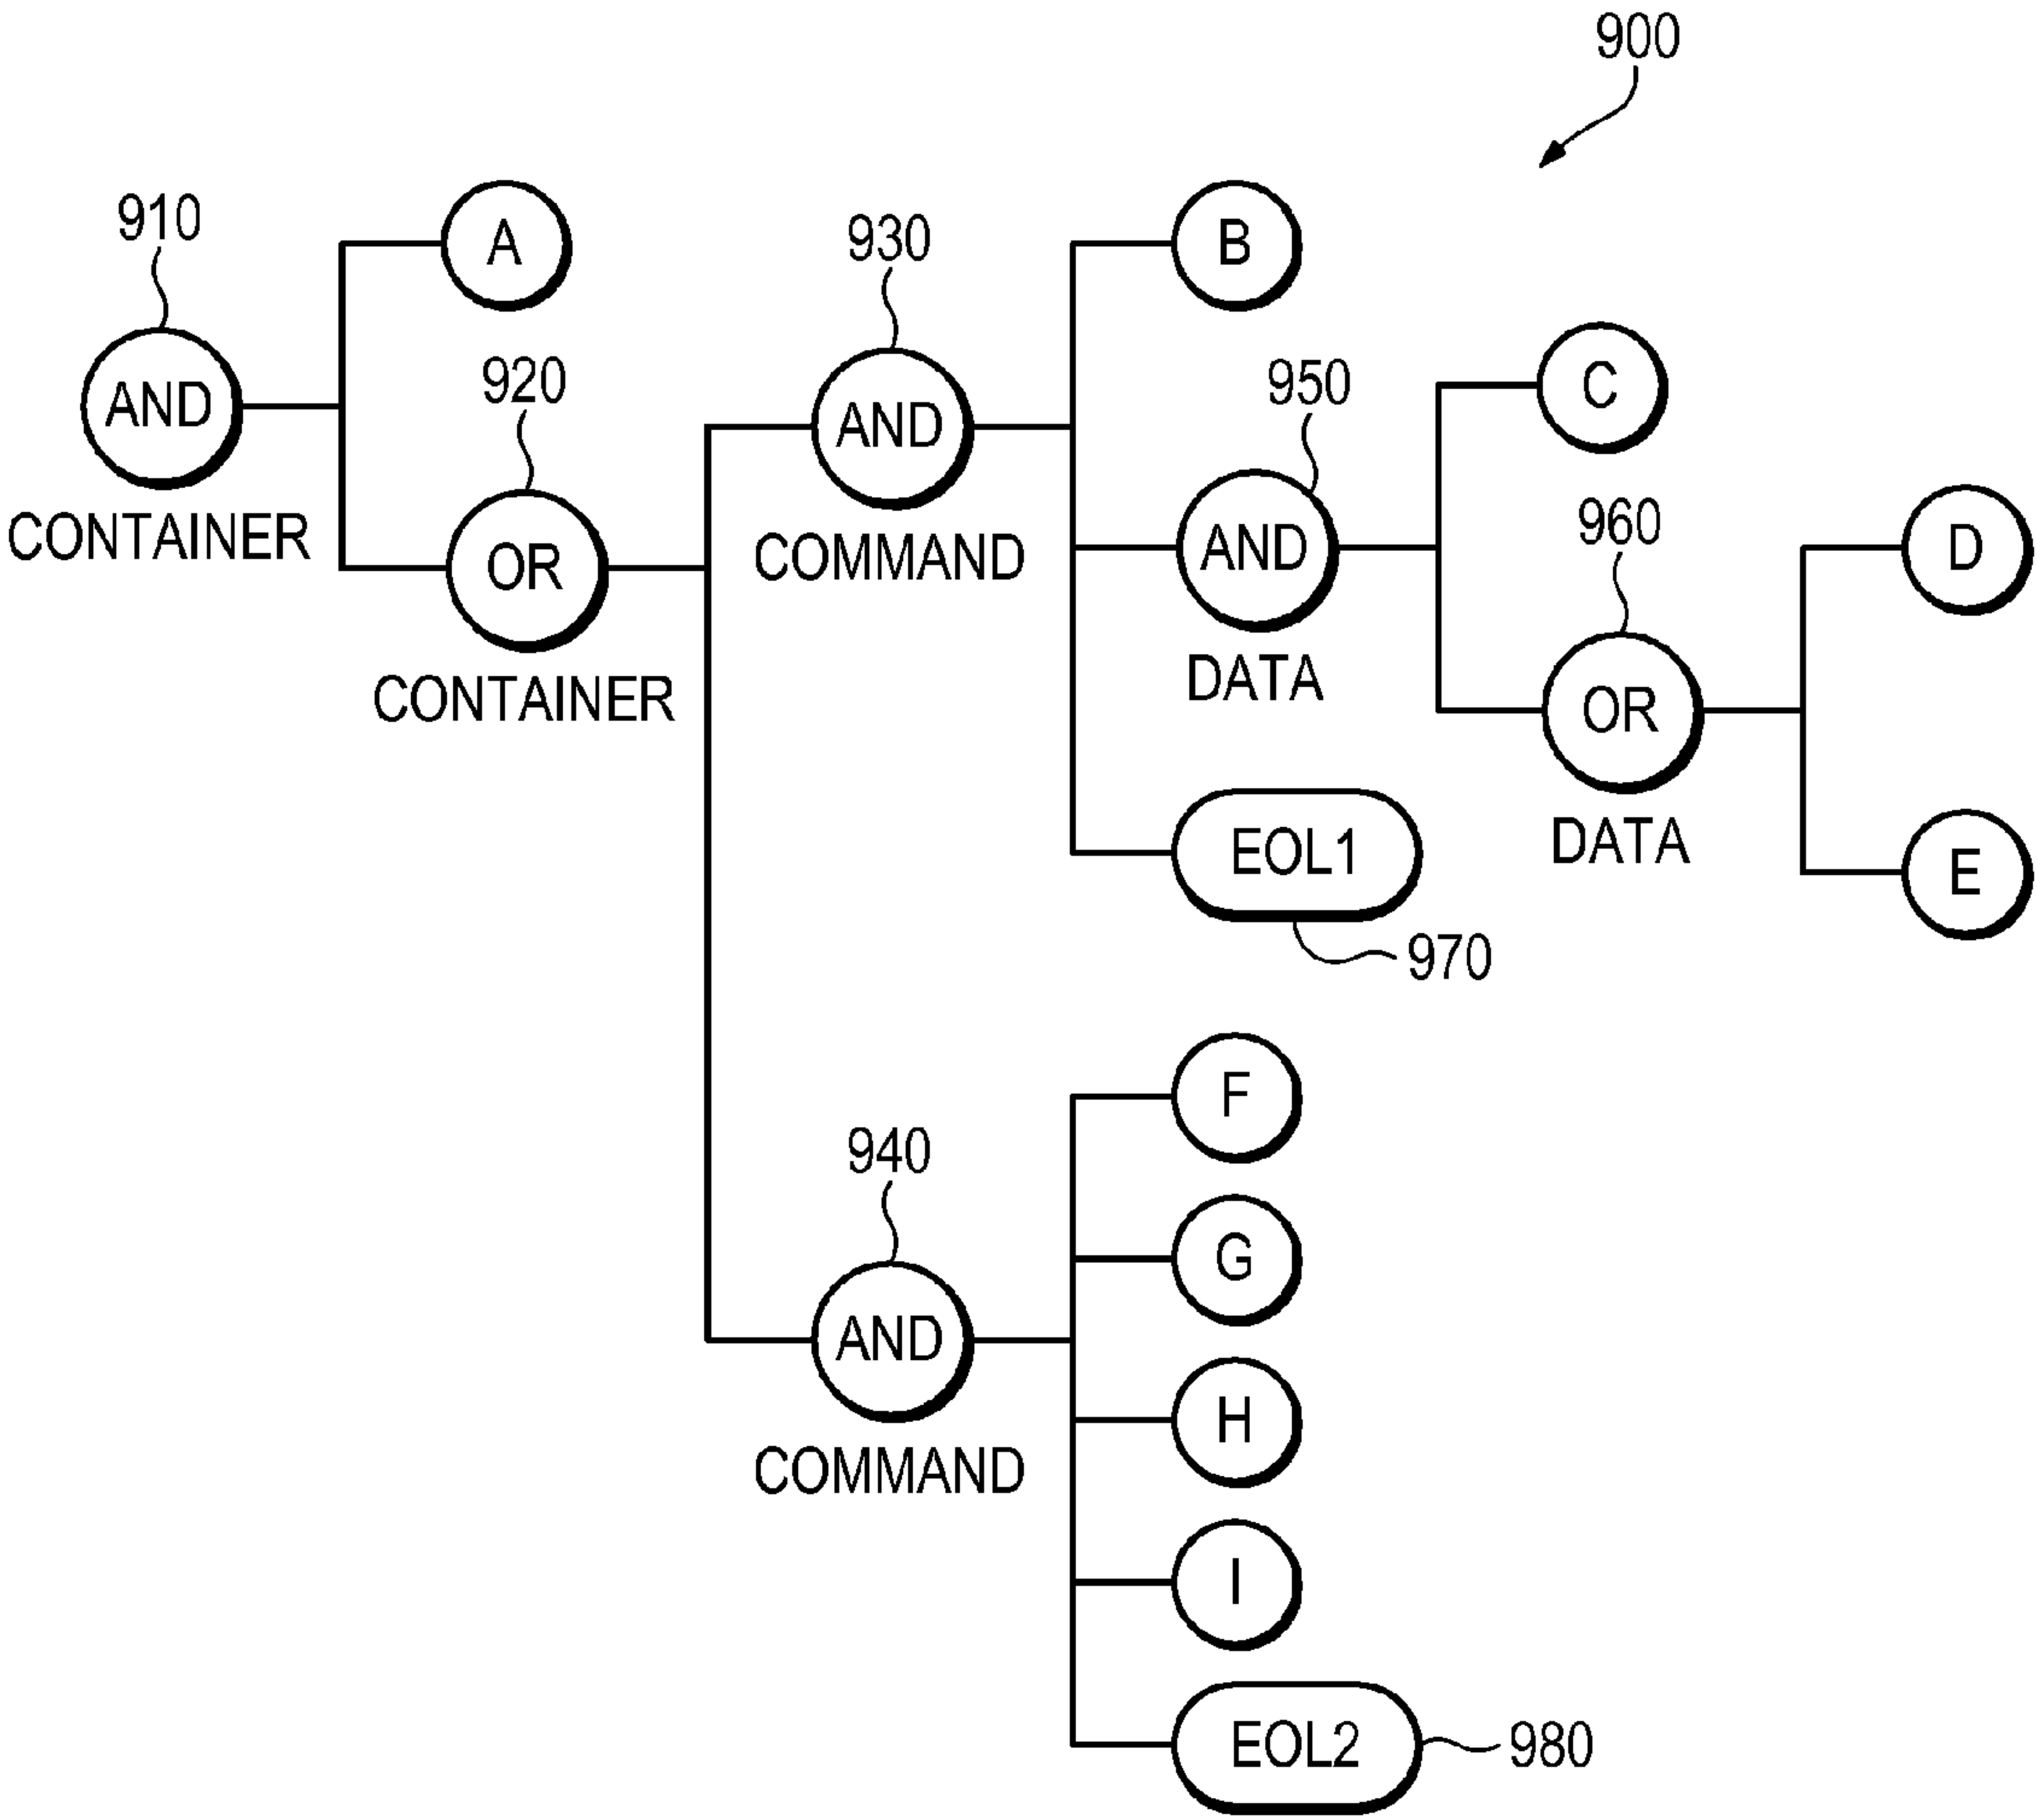 900
910
A
930
B
920
950
C
AND
AND
960
CONTAINER
OR
COMMAND
AND
D
CONTAINER
DATA
OR
EOL1
DATA
E
970
F
940
G
AND
H
COMMAND
I
EOL2
980